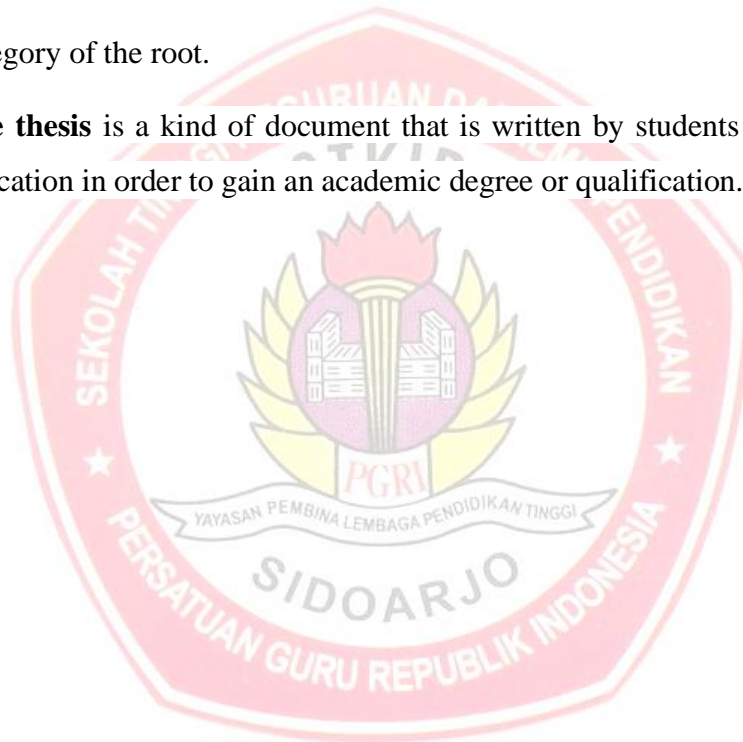 egory of the root.
e thesis is a kind of document that is written by students
cation in order to gain an academic degree or qualification.
STKIP
SEKOLAH TINGGI KEGURUAN DAN ILMU PENDIDIKAN
PGRI
YAYASAN PEMBINA LEMBAGA PENDIDIKAN TINGGI
SIDOARJO
PERSATUAN GURU REPUBLIK INDONESIA